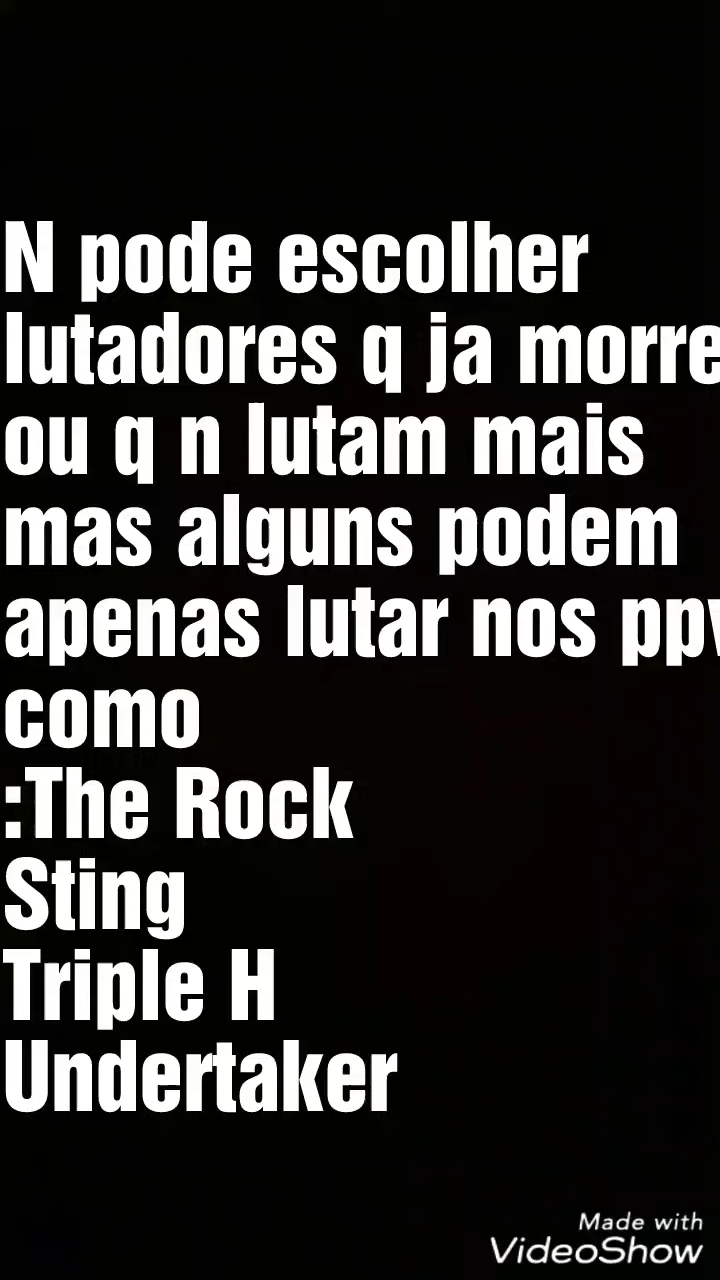 N pode escolher
lutadores q ja morre
ou q n lutam mais
mas alguns podem
apenas lutar nos ppv
como
:The Rock
Sting
Triple H
Undertaker
Made with
VideoShow